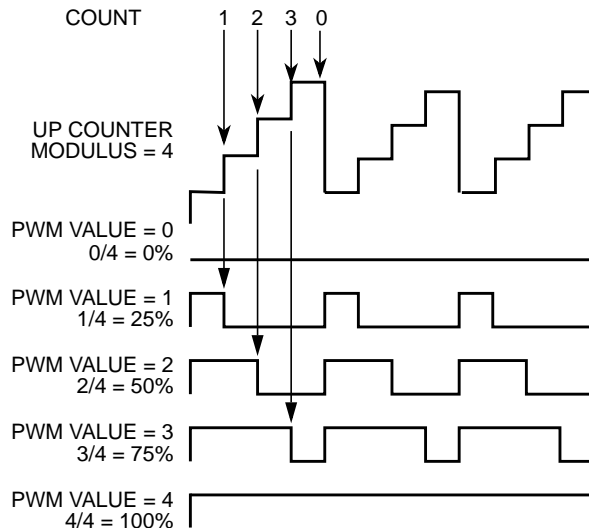 COUNT 1 2 3 0
UP COUNTER
MODULUS = 4
PWM VALUE = 0
0/4 = 0%
PWM VALUE = 1
1/4 = 25%
PWM VALUE = 2
2/4 = 50%
PWM VALUE = 3
3/4 = 75%
PWM VALUE = 4
4/4 = 100%